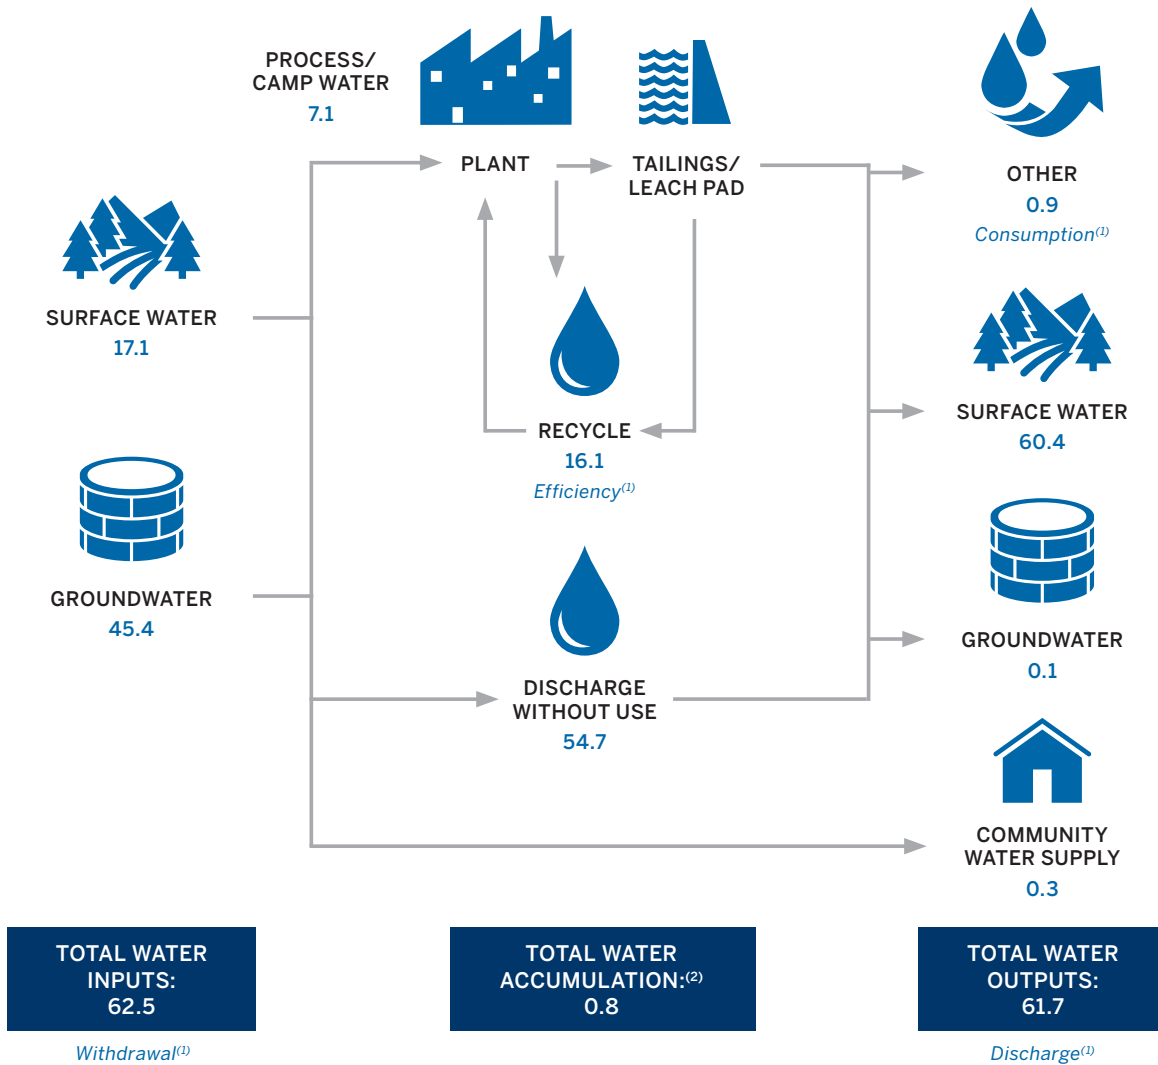 PROCESS/
CAMP WATER
7.1
PLANT
TAILINGS/
LEACH PAD
OTHER
0.9
Consumption(1)
SURFACE WATER
17.1
RECYCLE
16.1
Efficiency(1)
SURFACE WATER
60.4
GROUNDWATER
45.4
DISCHARGE
WITHOUT USE
54.7
GROUNDWATER
0.1
COMMUNITY
WATER SUPPLY
0.3
TOTAL WATER
INPUTS:
62.5
Withdrawal(1)
TOTAL WATER
ACCUMULATION:(2)
0.8
TOTAL WATER
OUTPUTS:
61.7
Discharge(1)